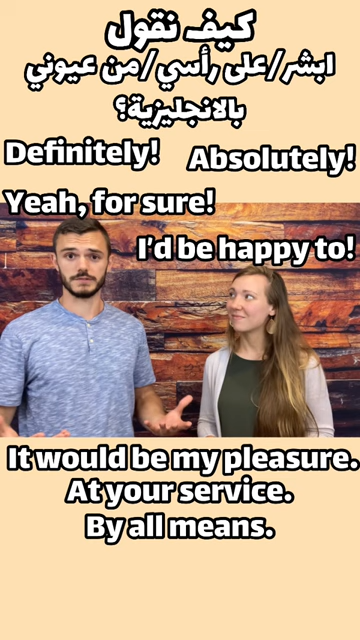 كيف نقول
ابشر/على رأسي/من عيوني
بالانجليزية؟
Definitely!
Absolutely!
Yeah, for sure!
I'd be happy to!
It would be my pleasure.
At your service.
By all means.